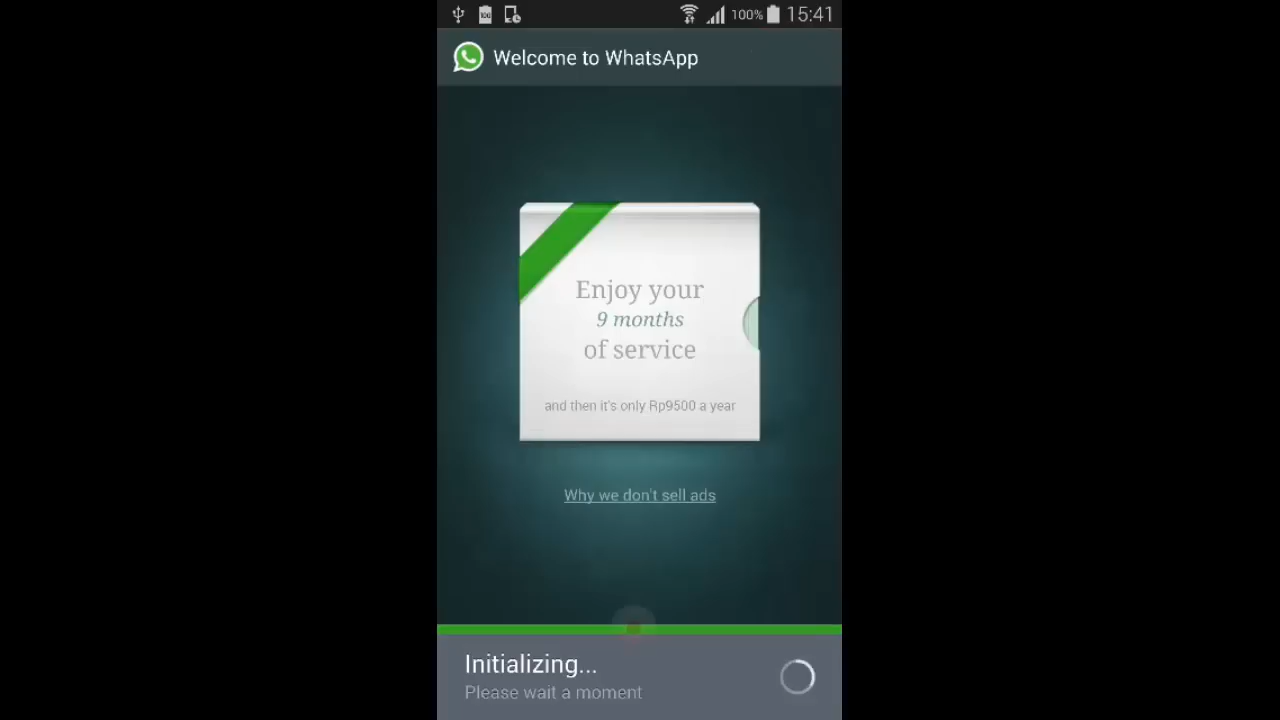 100% 15:41
Welcome to WhatsApp
Enjoy your
9 months
of service
and then it's only Rp9500 a year
Why we don't sell ads
Initializing...
Please wait a moment